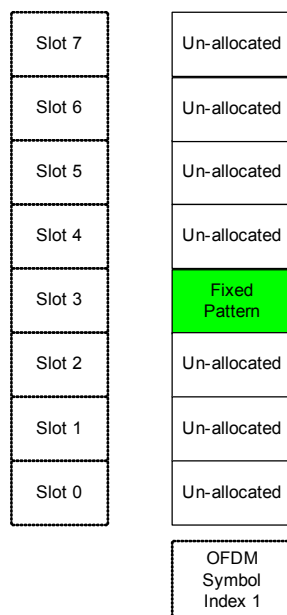 Slot 7
Un-allocated
Slot 6
Un-allocated
Slot 5
Un-allocated
Slot 4
Un-allocated
Slot 3
Fixed
Pattern
Slot 2
Un-allocated
Slot 1
Un-allocated
Slot 0
Un-allocated
OFDM
Symbol
Index 1